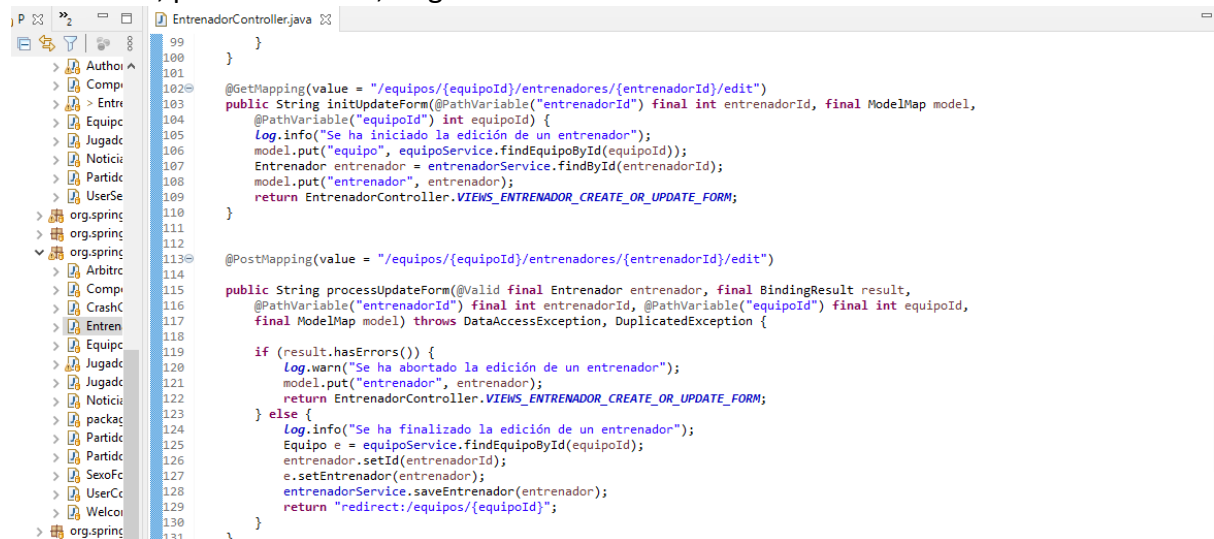 P
»2
EntrenadorController.java
Author
Compe
> Entre
Equipo
Jugado
Noticia
Partido
UserSe
org.spring
org.spring
org.spring
Arbitro
Compe
CrashC
Entren
Equipo
Jugado
Jugado
Noticia
packag
Partido
Partido
SexoFo
UserCo
Welcor
org.spring
99 }
100 }
101
102 @GetMapping(value = "/equipos/{equipoId}/entrenadores/{entrenadorId}/edit")
103 public String initUpdateForm(@PathVariable("entrenadorId") final int entrenadorId, final ModelMap model,
104 @PathVariable("equipoId") int equipoId) {
105 log.info("Se ha iniciado la edición de un entrenador");
106 model.put("equipo", equipoService.findEquipoById(equipoId));
107 Entrenador entrenador = entrenadorService.findById(entrenadorId);
108 model.put("entrenador", entrenador);
109 return EntrenadorController.VIEWS_ENTRENADOR_CREATE_OR_UPDATE_FORM;
110 }
111
112
113 @PostMapping(value = "/equipos/{equipoId}/entrenadores/{entrenadorId}/edit")
114
115 public String processUpdateForm(@Valid final Entrenador entrenador, final BindingResult result,
116 @PathVariable("entrenadorId") final int entrenadorId, @PathVariable("equipoId") final int equipoId,
117 final ModelMap model) throws DataAccessException, DuplicatedException {
118
119 if (result.hasErrors()) {
120 log.warn("Se ha abortado la edición de un entrenador");
121 model.put("entrenador", entrenador);
122 return EntrenadorController.VIEWS_ENTRENADOR_CREATE_OR_UPDATE_FORM;
123 } else {
124 log.info("Se ha finalizado la edición de un entrenador");
125 Equipo e = equipoService.findEquipoById(equipoId);
126 entrenador.setId(entrenadorId);
127 e.setEntrenador(entrenador);
128 entrenadorService.saveEntrenador(entrenador);
129 return "redirect:/equipos/{equipoId}";
130 }
131 }